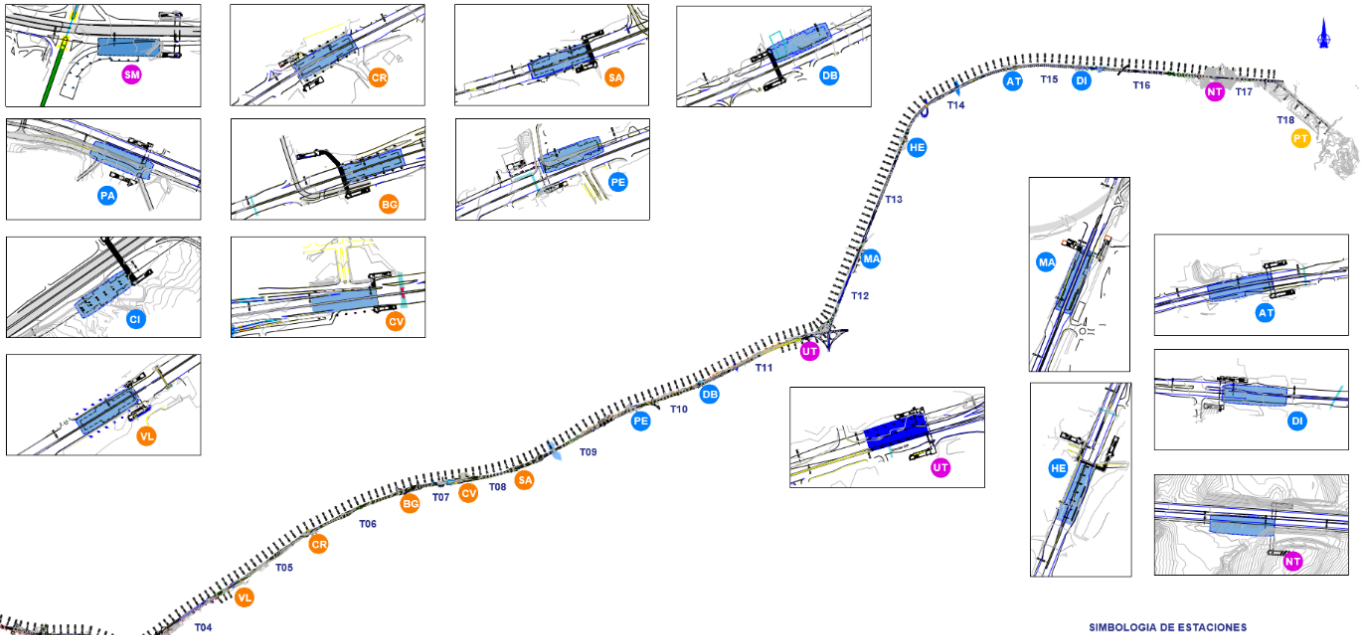 SM
CR
SA
DB
PA
BG
PE
CI
CV
VL
T14
AT
T15
DI
T16
NT
T17
T18
PT
HE
T13
MA
T12
UT
T11
DB
T10
PE
T09
SA
T08
CV
T07
BG
T06
CR
T05
VL
T04
MA
AT
DI
HE
UT
NT
SIMBOLOGIA DE ESTACIONES